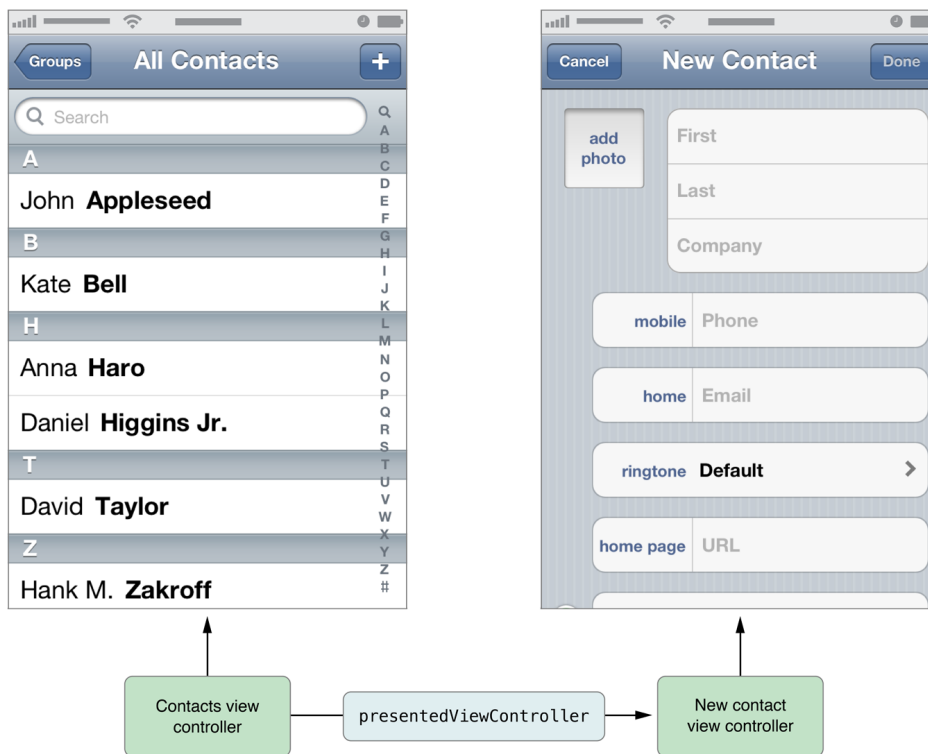 Groups
All Contacts
+
Search
A
John Appleseed
B
Kate Bell
H
Anna Haro
Daniel Higgins Jr.
T
David Taylor
Z
Hank M. Zakroff
A
B
C
D
E
F
G
H
I
J
K
L
M
N
O
P
Q
R
S
T
U
V
W
X
Y
Z
#
Cancel
New Contact
Done
add
photo
First
Last
Company
mobile Phone
home Email
ringtone Default
home page URL
Contacts view
controller
presentedViewController
New contact
view controller